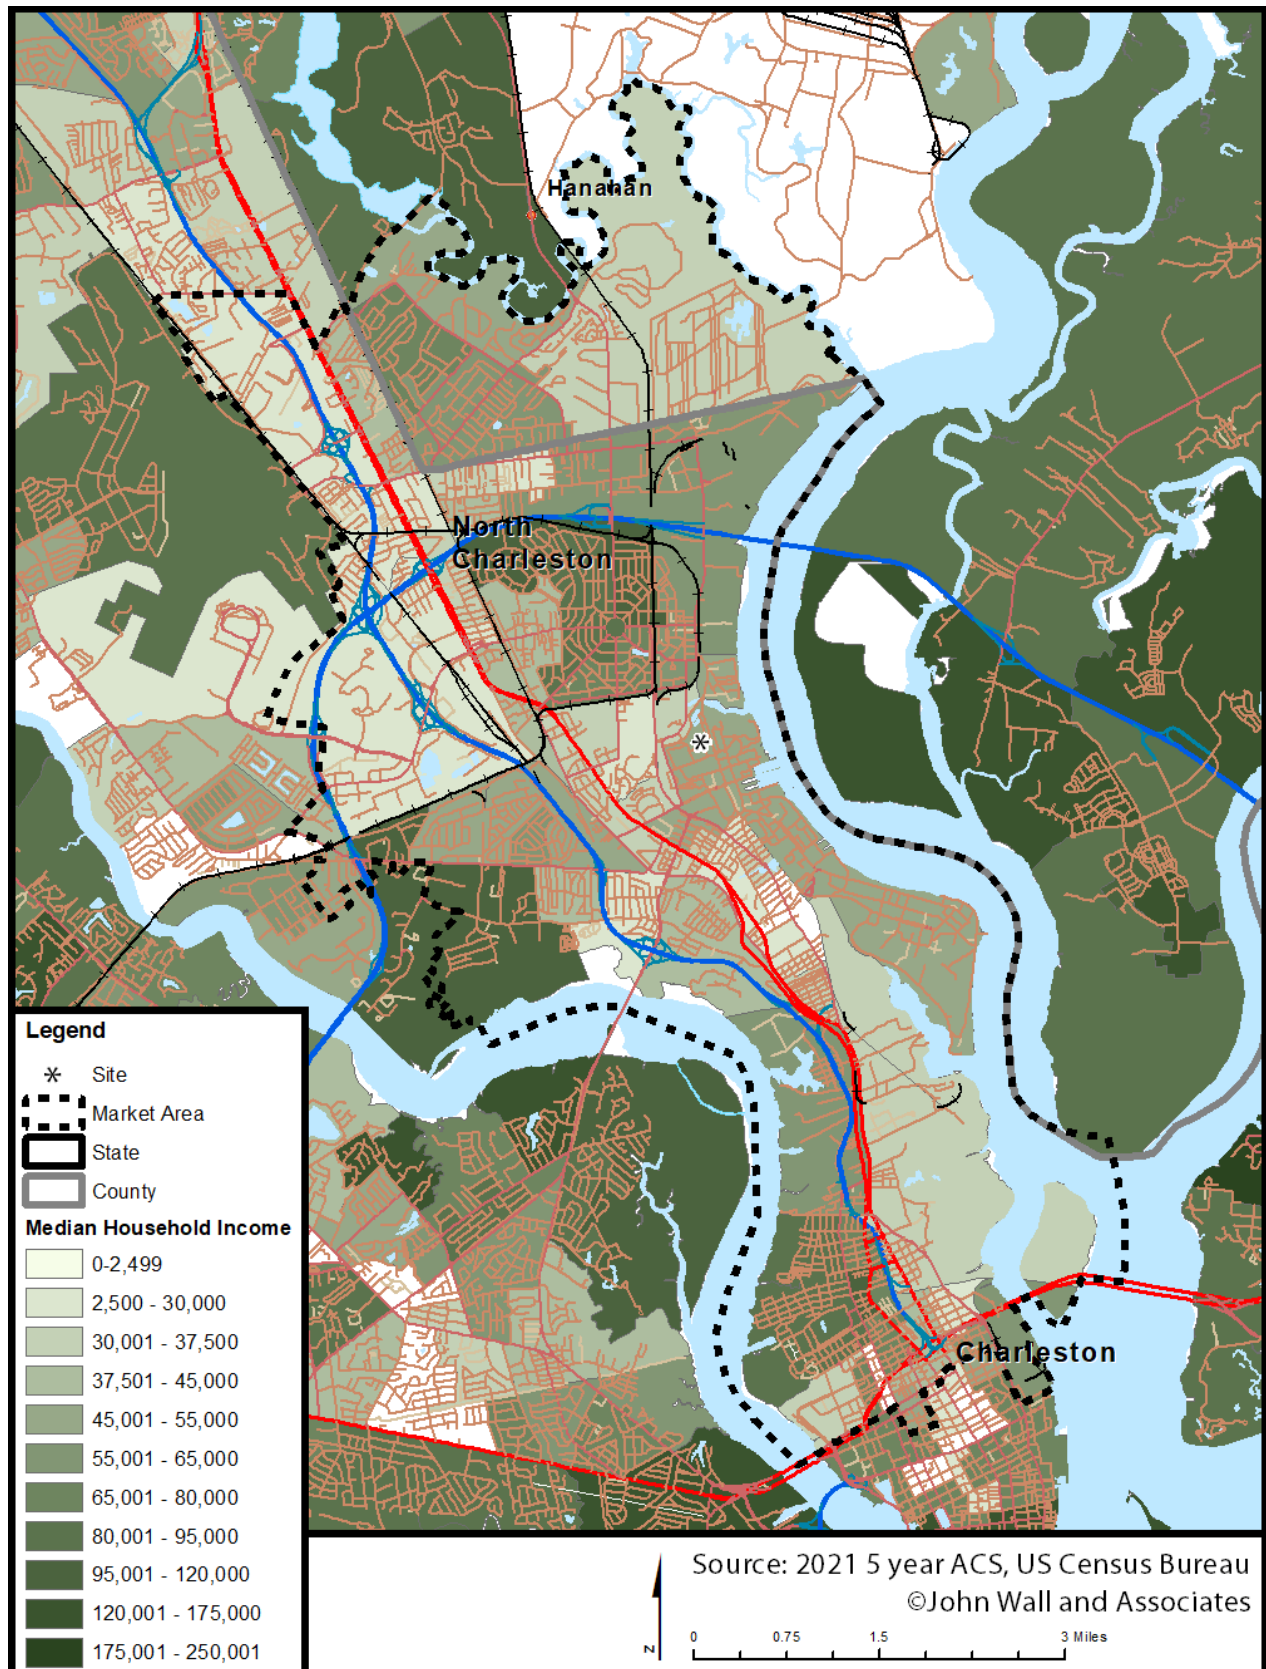 Hanahan
North
Charleston
Charleston
Legend
Site
Market Area
State
County
Median Household Income
0-2,499
2,500 - 30,000
30,001 - 37,500
37,501 - 45,000
45,001 - 55,000
55,001 - 65,000
65,001 - 80,000
80,001 - 95,000
95,001 - 120,000
120,001 - 175,000
175,001 - 250,001
Source: 2021 5 year ACS, US Census Bureau
©John Wall and Associates
N
0 0.75 1.5 3 Miles